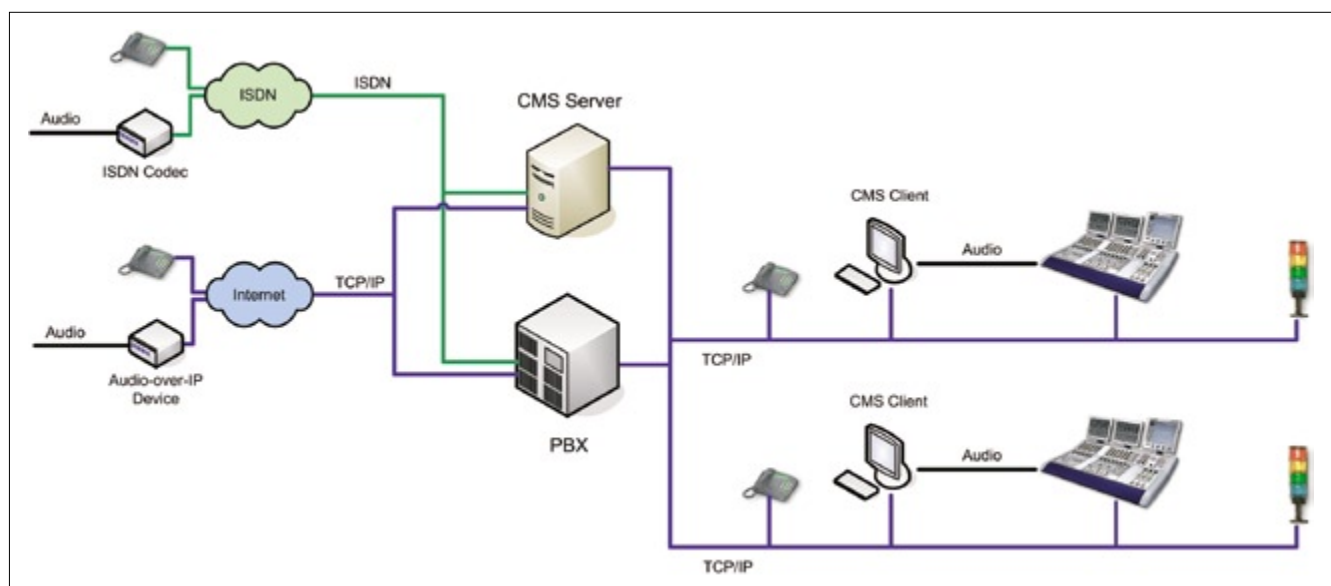 ISDN
ISDN
CMS Server
Audio
ISDN Codec
CMS Client
Audio
Internet
TCP/IP
Audio
Audio-over-IP
Device
PBX
TCP/IP
CMS Client
Audio
TCP/IP